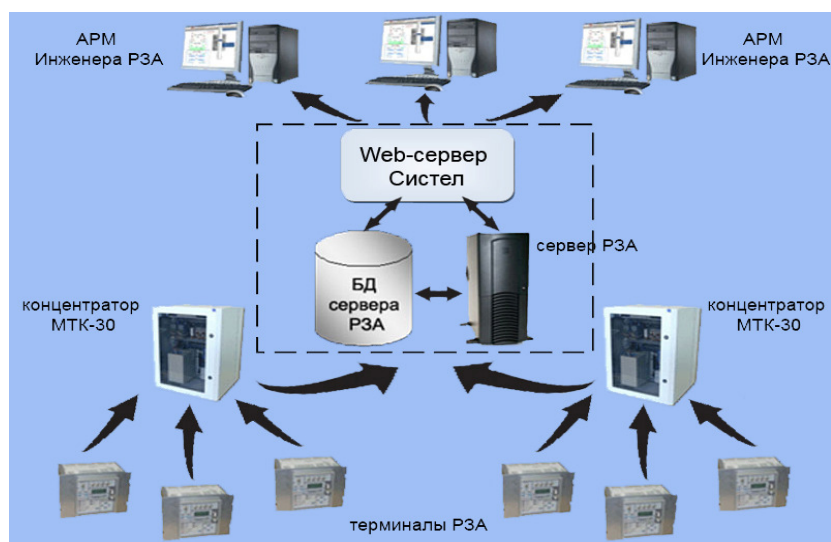 АРМ
Инженера РЗА
АРМ
Инженера РЗА
Web-сервер
Систел
сервер РЗА
БД
сервера
РЗА
концентратор
МТК-30
концентратор
МТК-30
терминалы РЗА